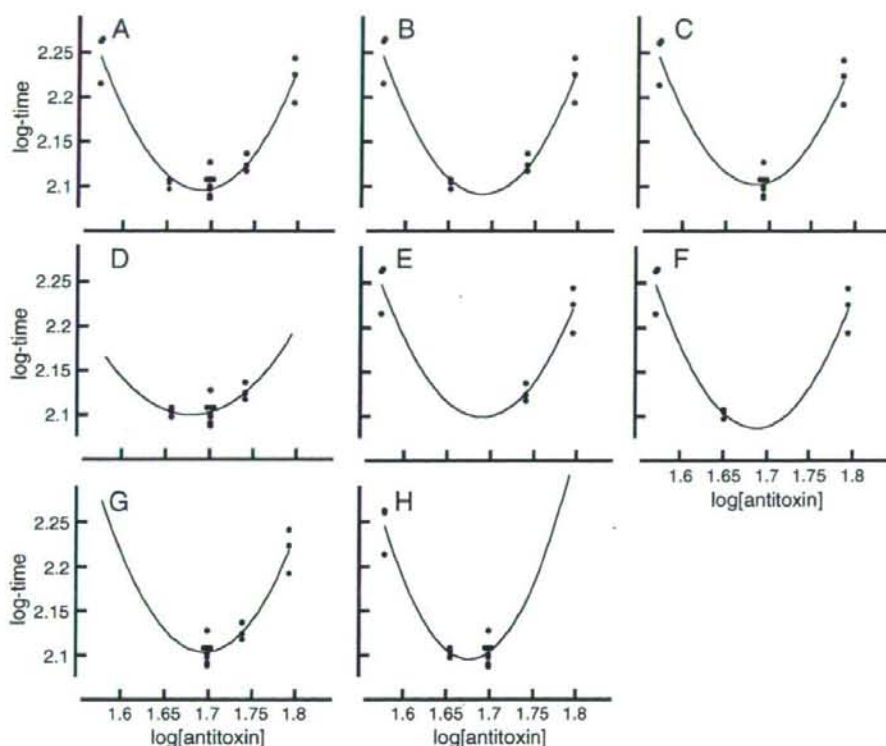 A B C
2.25
2.2
2.15
2.1
log-time
D E F
2.25
2.2
2.15
2.1
log-time
1.6 1.65 1.7 1.75 1.8
log[antitoxin]
G H
2.25
2.2
2.15
2.1
log-time
1.6 1.65 1.7 1.75 1.8 1.6 1.65 1.7 1.75 1.8
log[antitoxin] log[antitoxin]